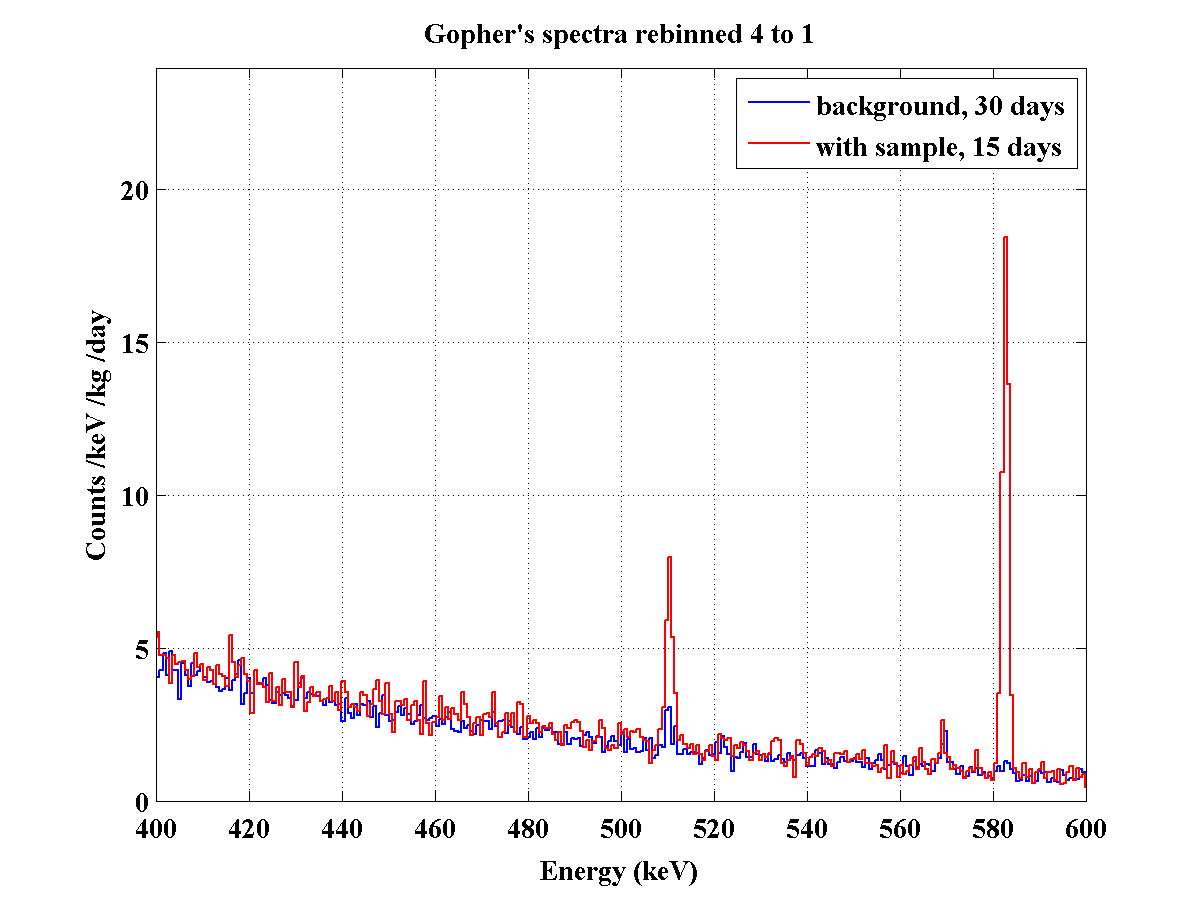 Gopher's spectra rebinned 4 to 1
background, 30 days
with sample, 15 days
20
15
10
5
0
Counts /keV /kg /day
400 420 440 460 480 500 520 540 560 580 600
Energy (keV)